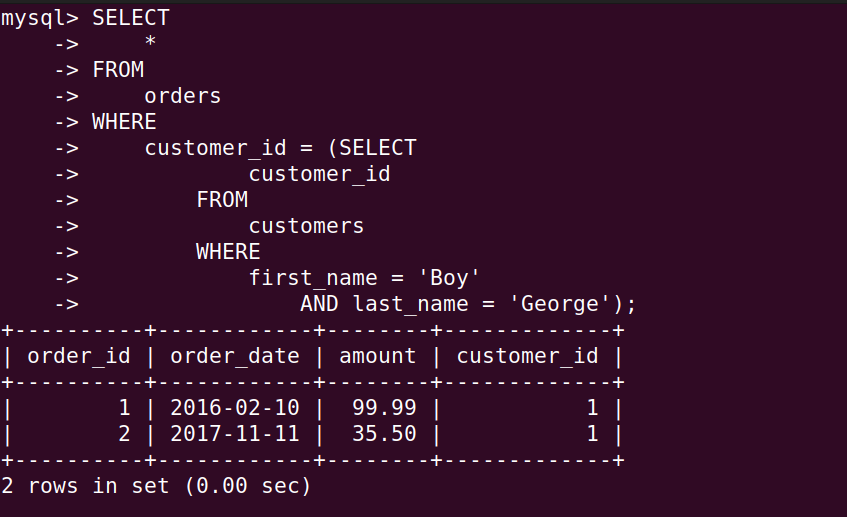 mysql> SELECT
    ->     *
    -> FROM
    ->     orders
    -> WHERE
    ->     customer_id = (SELECT
    ->             customer_id
    ->         FROM
    ->             customers
    ->         WHERE
    ->             first_name = 'Boy'
    ->                 AND last_name = 'George');
+----------+------------+--------+-------------+
| order_id | order_date | amount | customer_id |
+----------+------------+--------+-------------+
|        1 | 2016-02-10 |  99.99 |           1 |
|        2 | 2017-11-11 |  35.50 |           1 |
+----------+------------+--------+-------------+
2 rows in set (0.00 sec)